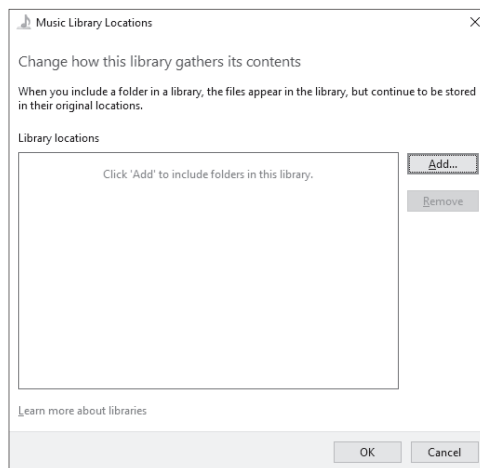 Music Library Locations
Change how this library gathers its contents
When you include a folder in a library, the files appear in the library, but continue to be stored
in their original locations.
Library locations
Click 'Add' to include folders in this library.
Add...
Remove
Learn more about libraries
OK
Cancel